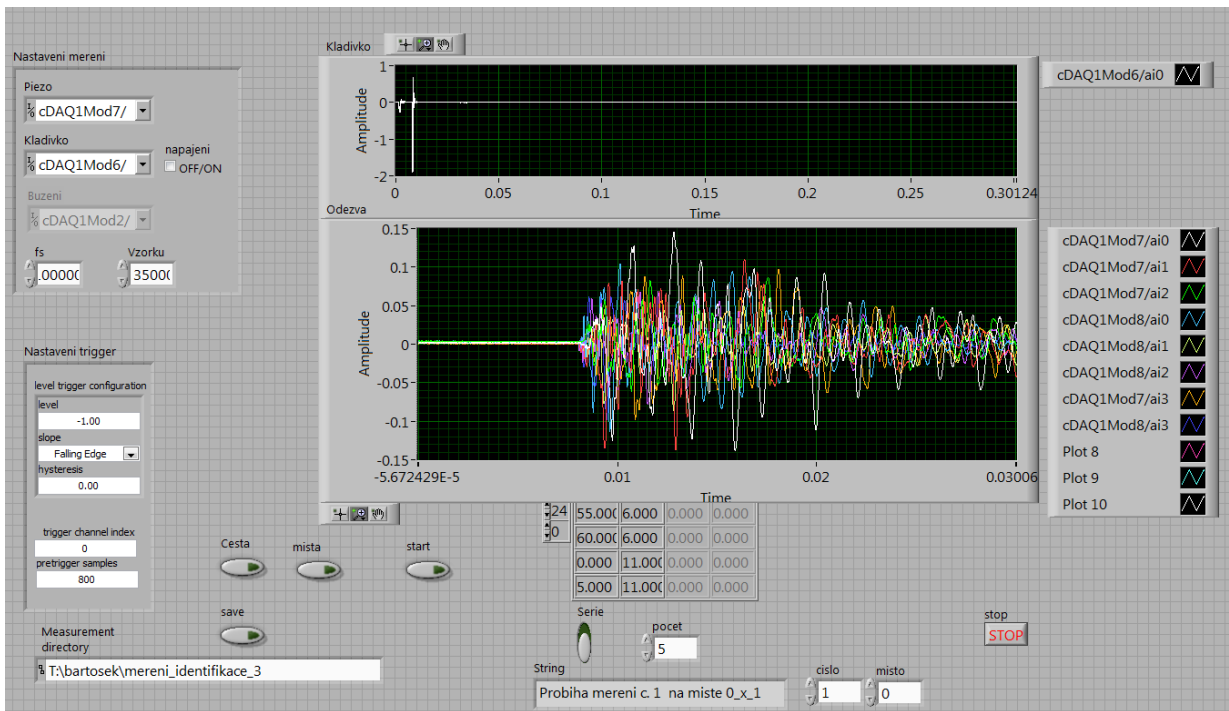 Kladivko
Nastaveni mereni
Piezo
cDAQ1Mod7/
Kladivko
cDAQ1Mod6/
napajeni
OFF/ON
Buzeni
cDAQ1Mod2/
fs
Vzorku
.00000
35000
Amplitude
1
0
-1
-2
0
0.05
0.1
0.15
0.2
0.25
0.30124
Time
cDAQ1Mod6/ai0
Odezva
Amplitude
0.15
0.1
0.05
0
-0.05
-0.1
-0.15
-5.672429E-5
0.01
0.02
0.03006
Time
cDAQ1Mod7/ai0
cDAQ1Mod7/ai1
cDAQ1Mod7/ai2
cDAQ1Mod8/ai0
cDAQ1Mod8/ai1
cDAQ1Mod8/ai2
cDAQ1Mod7/ai3
cDAQ1Mod8/ai3
Plot 8
Plot 9
Plot 10
Nastaveni trigger
level trigger configuration
level
-1.00
slope
Falling Edge
hysteresis
0.00
trigger channel index
0
pretrigger samples
800
Cesta
mista
start
save
24
0
55.000 6.000 0.000 0.000
60.000 6.000 0.000 0.000
0.000 11.000 0.000 0.000
5.000 11.000 0.000 0.000
Serie
pocet
5
stop
STOP
Measurement
directory
T:\bartosek\mereni_identifikace_3
String
Probiha mereni c. 1 na miste 0_x_1
cislo
1
misto
0